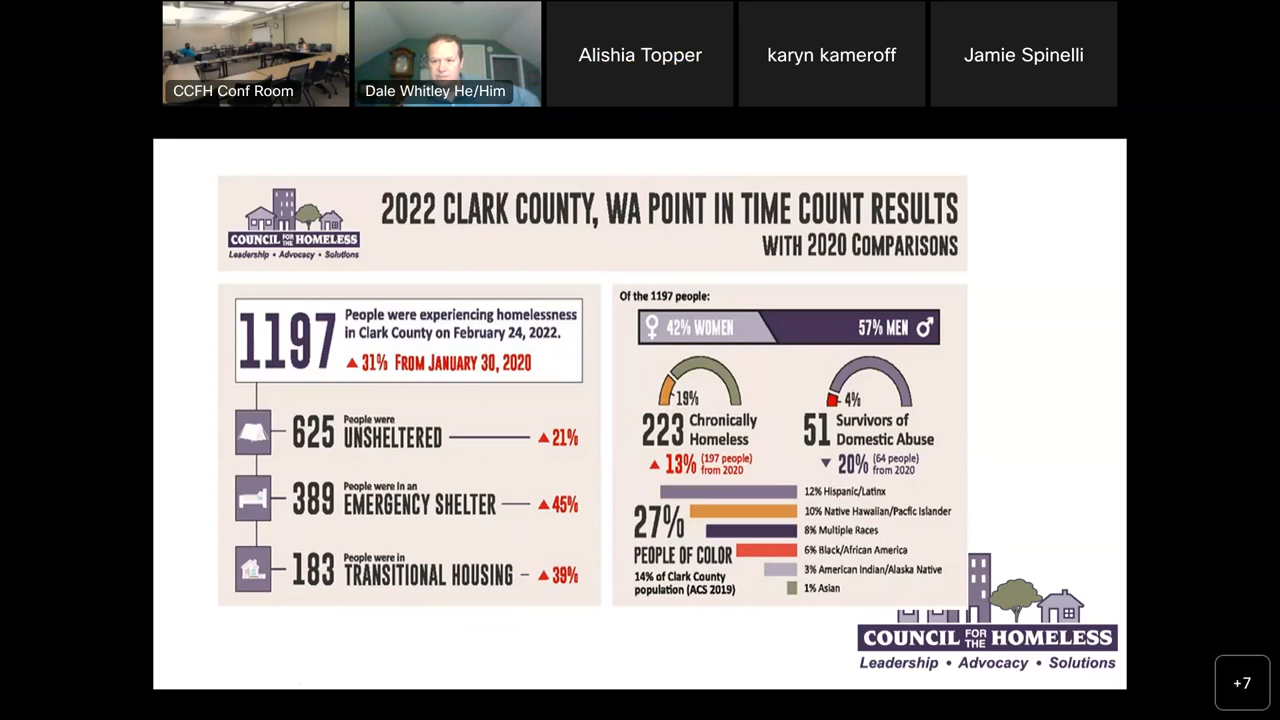 CCFH Conf Room
Dale Whitley He/Him
Alishia Topper
karyn kameroff
Jamie Spinelli
COUNCIL FOR THE HOMELESS
Leadership • Advocacy • Solutions
2022 CLARK COUNTY, WA POINT IN TIME COUNT RESULTS
WITH 2020 COMPARISONS
1197
People were experiencing homelessness
in Clark County on February 24, 2022.
▲ 31% FROM JANUARY 30, 2020
625 People were
UNSHELTERED
▲ 21%
389 People were in an
EMERGENCY SHELTER
▲ 45%
183 People were in
TRANSITIONAL HOUSING
▲ 39%
Of the 1197 people:
42% WOMEN
57% MEN
19%
223 Chronically
Homeless
▲ 13% (197 people)
from 2020
4%
51 Survivors of
Domestic Abuse
▼ 20% (64 people)
from 2020
27%
PEOPLE OF COLOR
14% of Clark County
population (ACS 2019)
12% Hispanic/Latinx
10% Native Hawaiian/Pacfic Islander
8% Multiple Races
6% Black/African America
3% American Indian/Alaska Native
1% Asian
COUNCIL FOR THE HOMELESS
Leadership • Advocacy • Solutions
+7